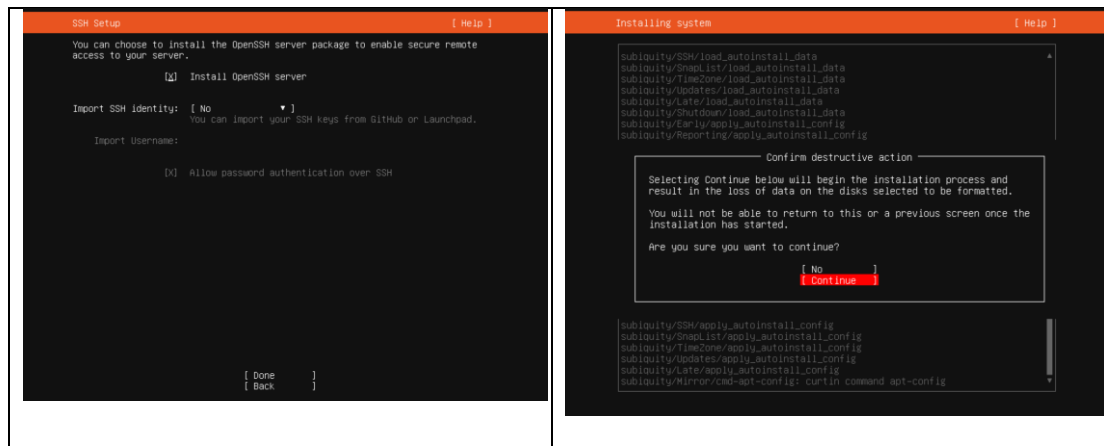 SSH Setup [ Help ]
You can choose to install the OpenSSH server package to enable secure remote
access to your server.
[X] Install OpenSSH server
Import SSH identity: [ No ▼ ]
You can import your SSH keys from GitHub or Launchpad.
Import Username:
[X] Allow password authentication over SSH
[ Done ]
[ Back ]
Installing system [ Help ]
subiquity/SSH/load_autoinstall_data
subiquity/SnapList/load_autoinstall_data
subiquity/TimeZone/load_autoinstall_data
subiquity/Updates/load_autoinstall_data
subiquity/Late/load_autoinstall_data
subiquity/Shutdown/load_autoinstall_data
subiquity/Early/apply_autoinstall_config
subiquity/Reporting/apply_autoinstall_config
Confirm destructive action
Selecting Continue below will begin the installation process and
result in the loss of data on the disks selected to be formatted.
You will not be able to return to this or a previous screen once the
installation has started.
Are you sure you want to continue?
[ No ]
[ Continue ]
subiquity/SSH/apply_autoinstall_config
subiquity/SnapList/apply_autoinstall_config
subiquity/TimeZone/apply_autoinstall_config
subiquity/Updates/apply_autoinstall_config
subiquity/Late/apply_autoinstall_config
subiquity/Mirror/cmd-apt-config: curtin command apt-config